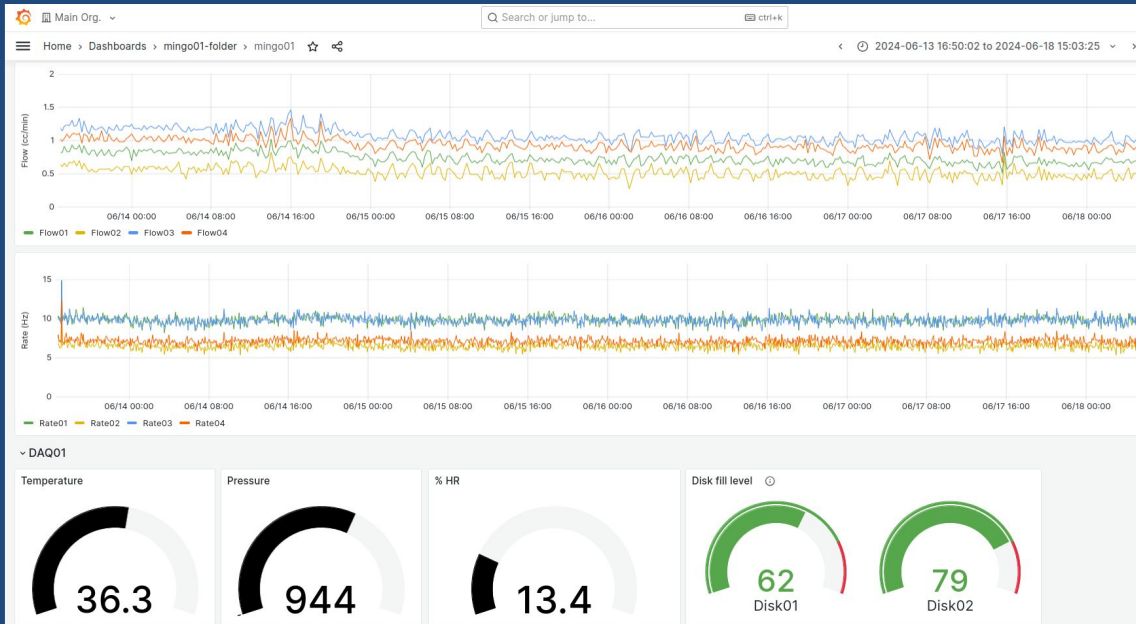 Main Org.
Search or jump to...
ctrl+k
Home › Dashboards › mingo01-folder › mingo01
2024-06-13 16:50:02 to 2024-06-18 15:03:25
2
1.5
1
0.5
0
Flow (cc/min)
06/14 00:00 06/14 08:00 06/14 16:00 06/15 00:00 06/15 08:00 06/15 16:00 06/16 00:00 06/16 08:00 06/16 16:00 06/17 00:00 06/17 08:00 06/17 16:00 06/18 00:00
Flow01 Flow02 Flow03 Flow04
15
10
5
0
Rate (Hz)
06/14 00:00 06/14 08:00 06/14 16:00 06/15 00:00 06/15 08:00 06/15 16:00 06/16 00:00 06/16 08:00 06/16 16:00 06/17 00:00 06/17 08:00 06/17 16:00 06/18 00:00
Rate01 Rate02 Rate03 Rate04
DAQ01
Temperature
36.3
Pressure
944
% HR
13.4
Disk fill level
62
Disk01
79
Disk02